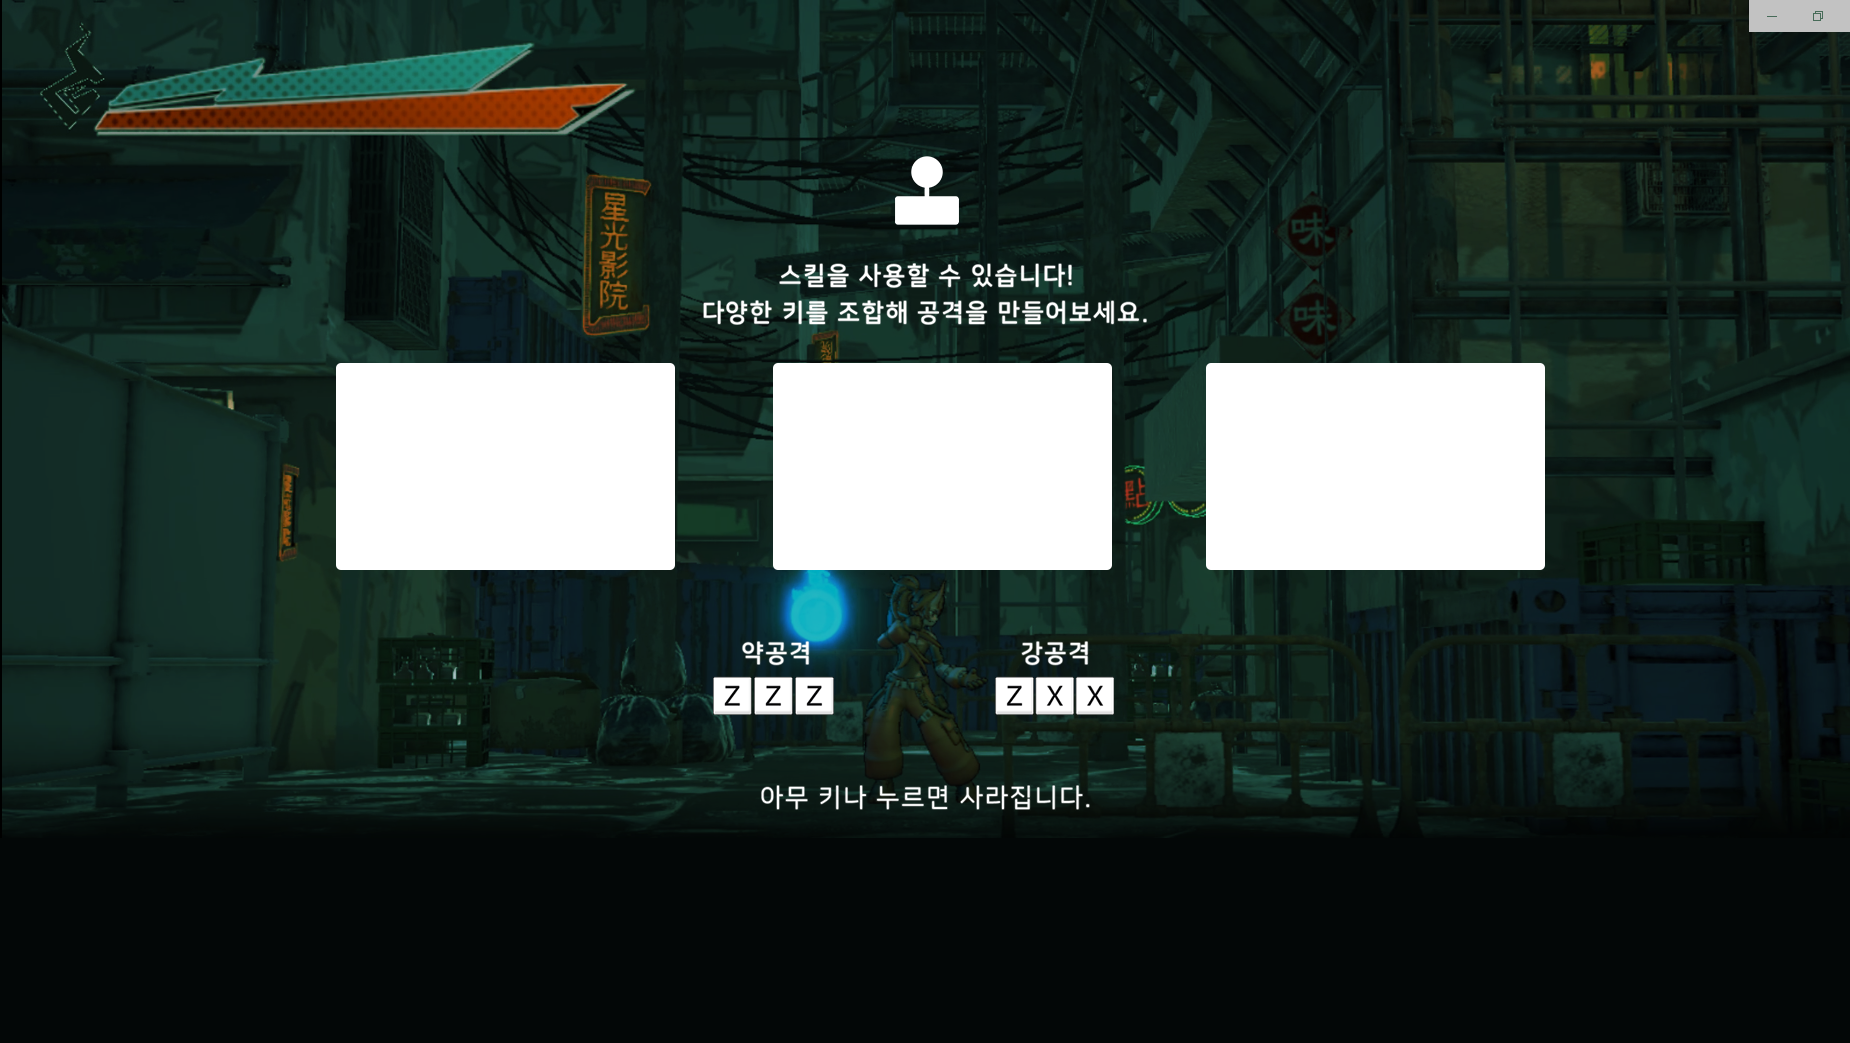 星光影院
味
味
스킬을 사용할 수 있습니다!
다양한 키를 조합해 공격을 만들어보세요.
點
약공격
강공격
Z Z Z
Z X X
아무 키나 누르면 사라집니다.